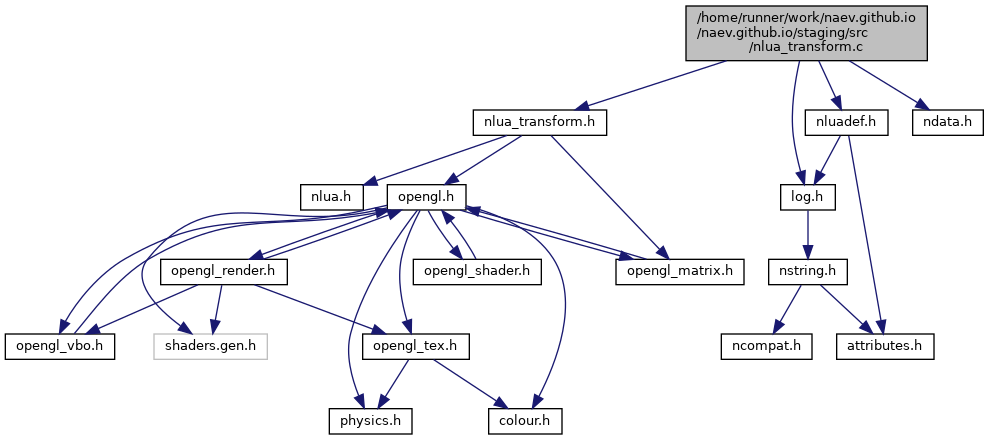 /home/runner/work/naev.github.io
/naev.github.io/staging/src
/nlua_transform.c
nlua_transform.h
nluadef.h
ndata.h
nlua.h
opengl.h
log.h
opengl_render.h
opengl_shader.h
opengl_matrix.h
nstring.h
opengl_vbo.h
shaders.gen.h
opengl_tex.h
ncompat.h
attributes.h
physics.h
colour.h